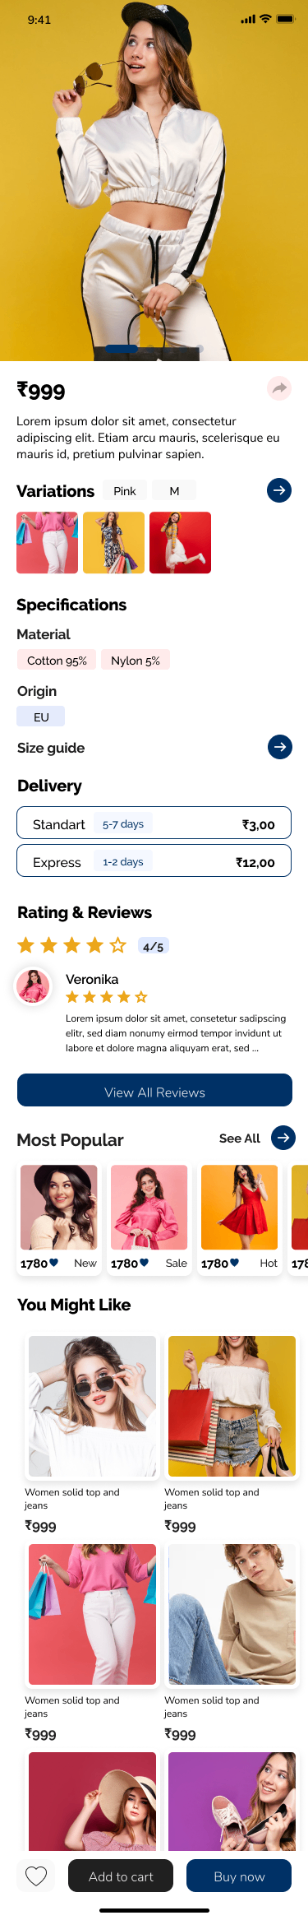 9:41
₹999
Lorem ipsum dolor sit amet, consectetur
adipiscing elit. Etiam arcu mauris, scelerisque eu
mauris id, pretium pulvinar sapien.
Variations Pink M
Specifications
Material
Cotton 95% Nylon 5%
Origin
EU
Size guide
Delivery
Standart 5-7 days ₹3,00
Express 1-2 days ₹12,00
Rating & Reviews
4/5
Veronika
Lorem ipsum dolor sit amet, consetetur sadipscing
elitr, sed diam nonumy eirmod tempor invidunt ut
labore et dolore magna aliquyam erat, sed ...
View All Reviews
Most Popular See All
1780 New 1780 Sale 1780 Hot 178
You Might Like
Women solid top and
jeans
₹999
Women solid top and
jeans
₹999
Women solid top and
jeans
₹999
Women solid top and
jeans
₹999
Add to cart Buy now